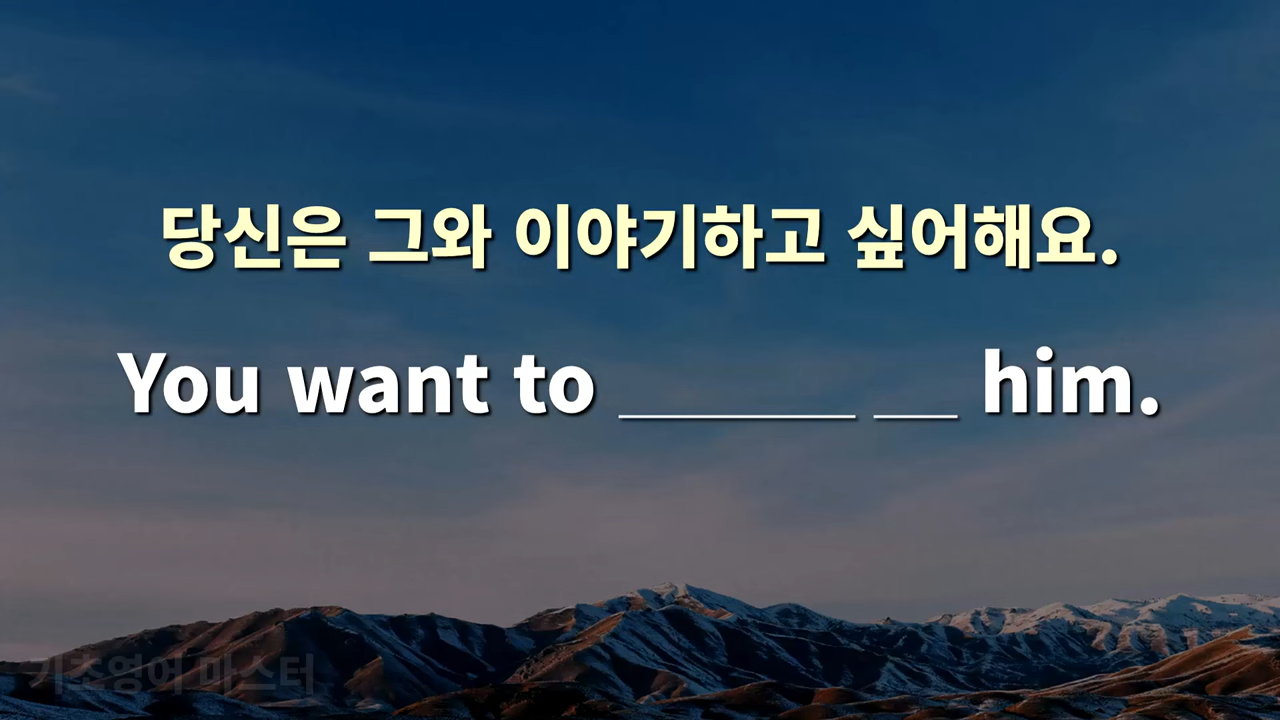 당신은 그와 이야기하고 싶어해요.
You want to ______ __ him.
기초영어 마스터